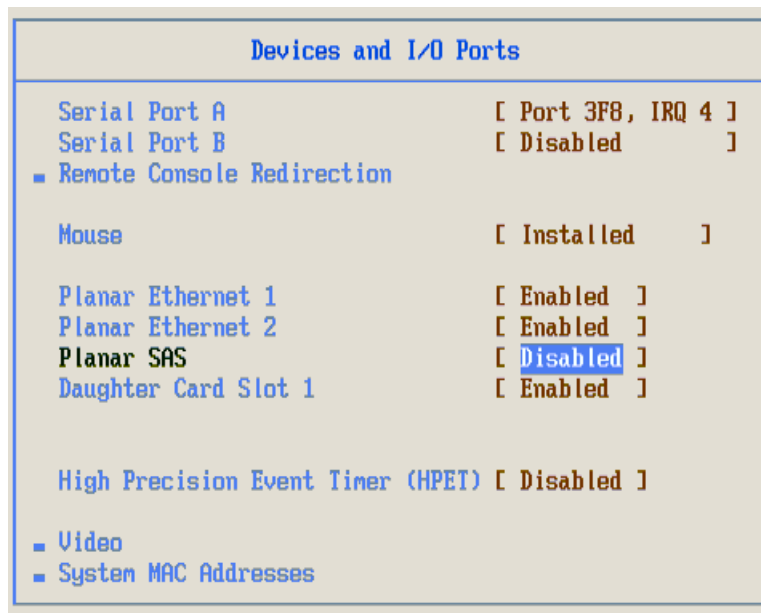 Devices and I/O Ports
Serial Port A [ Port 3F8, IRQ 4 ]
Serial Port B [ Disabled ]
Remote Console Redirection
Mouse [ Installed ]
Planar Ethernet 1 [ Enabled ]
Planar Ethernet 2 [ Enabled ]
Planar SAS [ Disabled ]
Daughter Card Slot 1 [ Enabled ]
High Precision Event Timer (HPET) [ Disabled ]
Video
System MAC Addresses